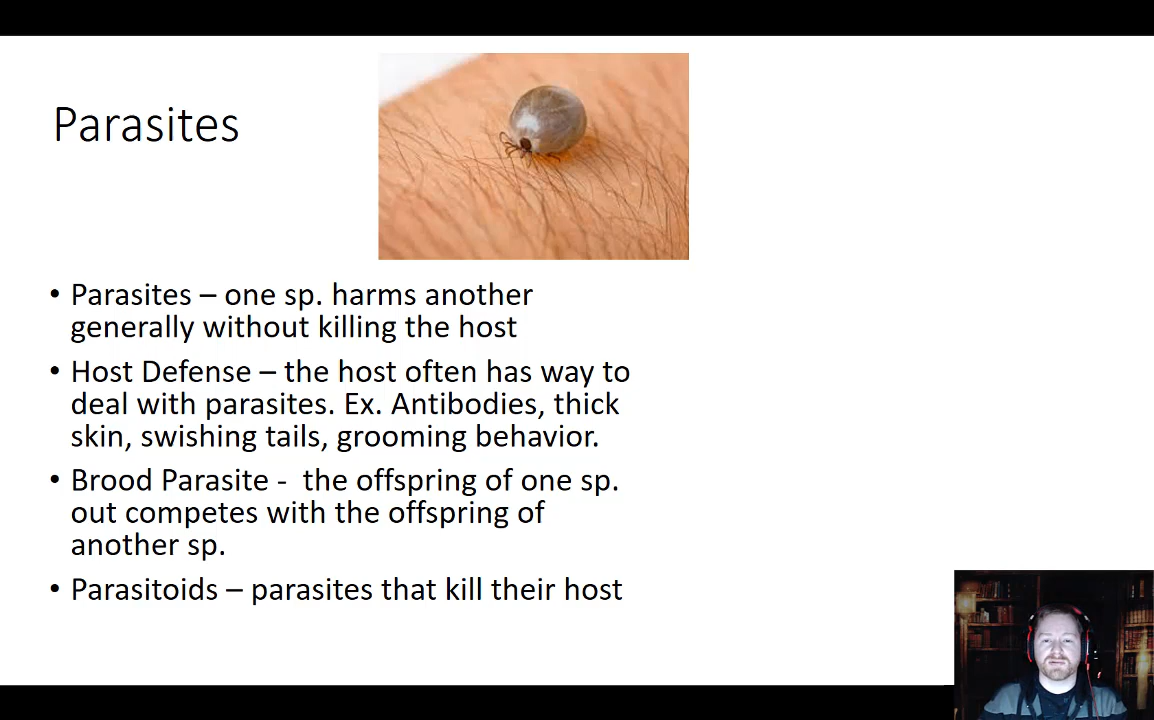 Parasites
• Parasites – one sp. harms another
generally without killing the host
• Host Defense – the host often has way to
deal with parasites. Ex. Antibodies, thick
skin, swishing tails, grooming behavior.
• Brood Parasite -  the offspring of one sp.
out competes with the offspring of
another sp.
• Parasitoids – parasites that kill their host